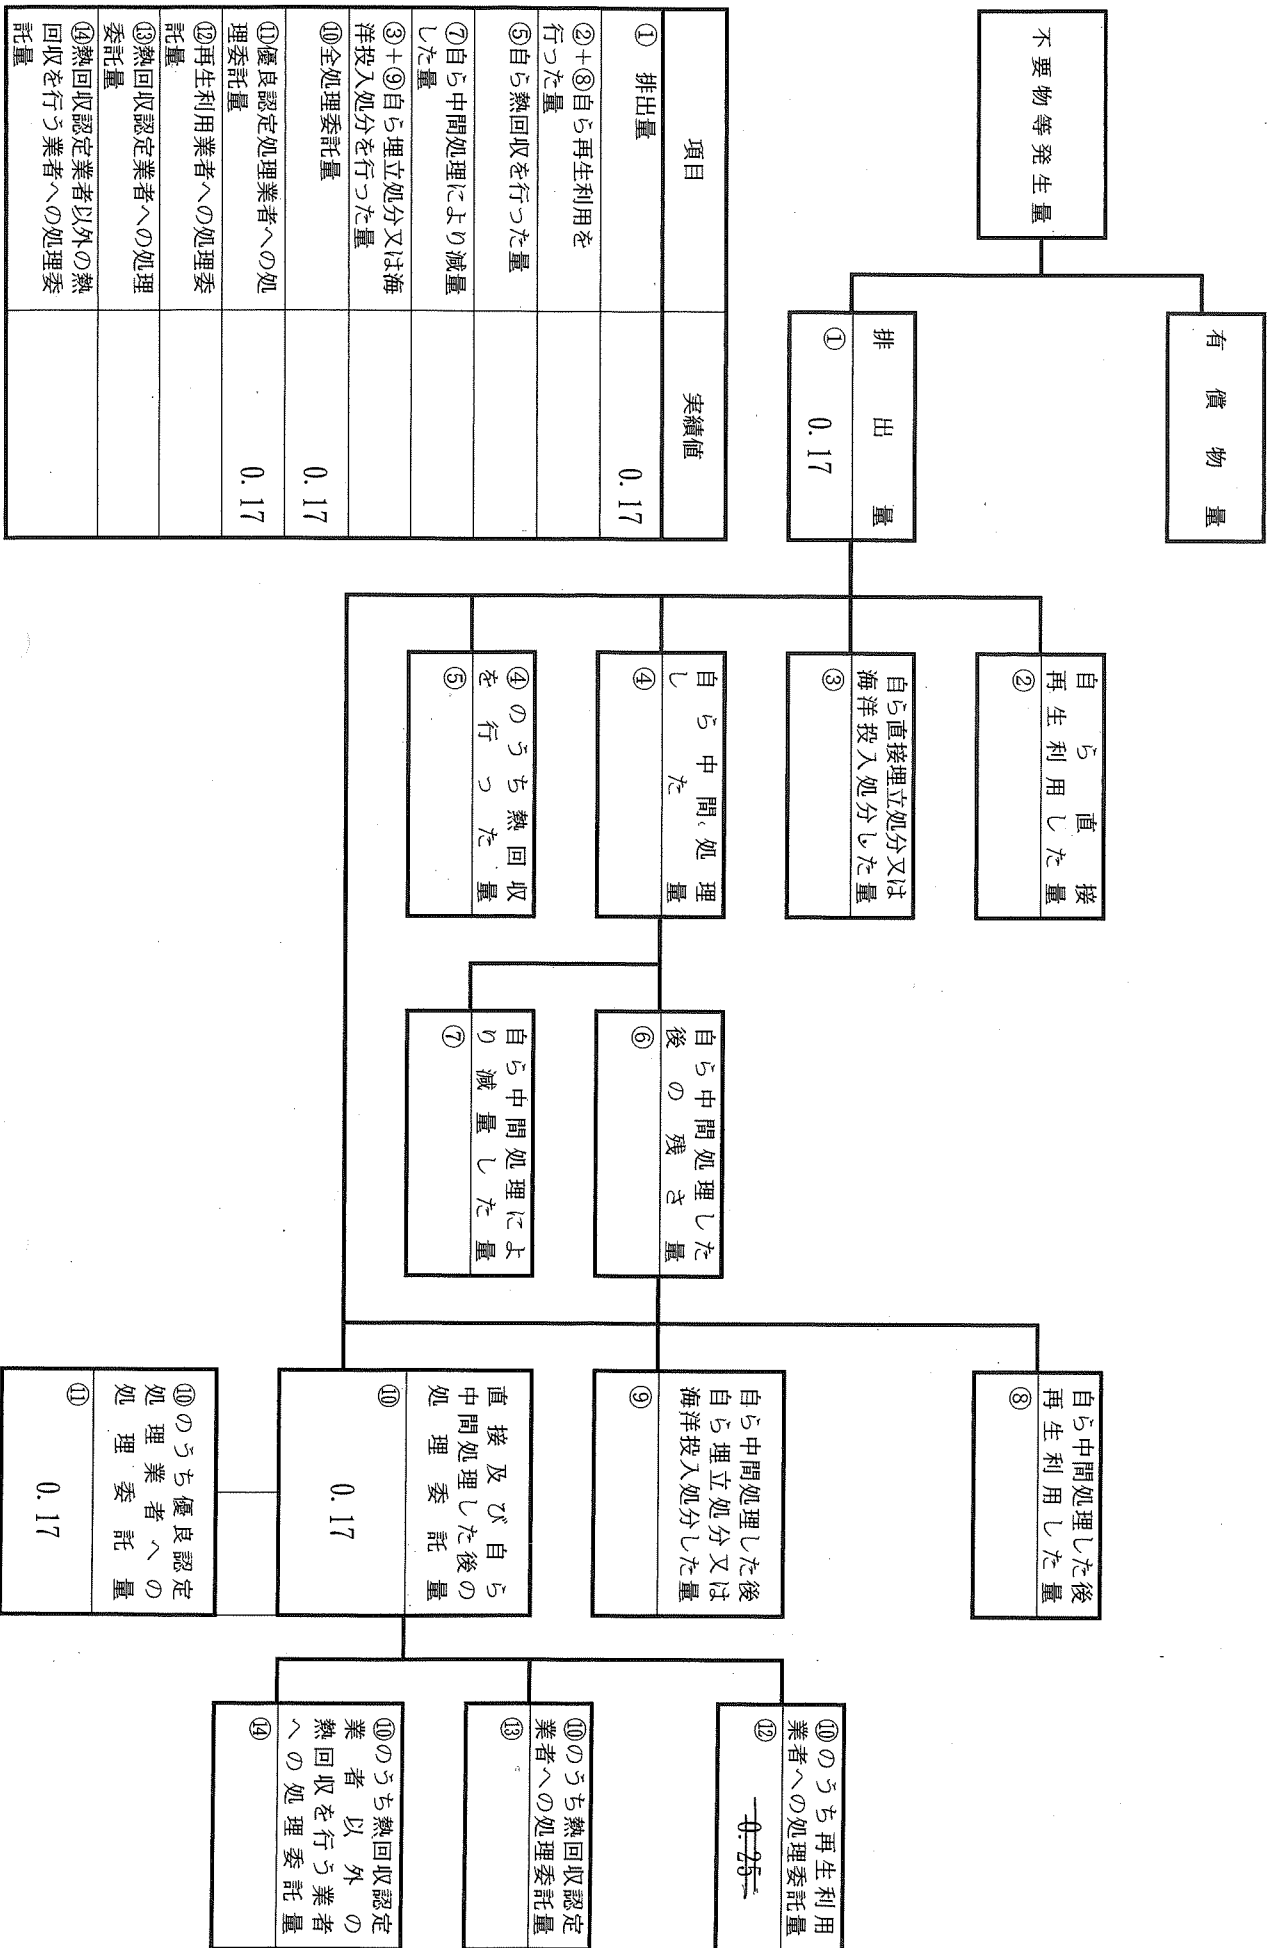 不要物等発生量
有償物量
排出量
① 0.17
自ら直接
再生利用した量
②
自ら直接埋立処分又は
海洋投入処分した量
③
自ら中間処理
した量
④
④のうち熱回収
を行った量
⑤
自ら中間処理した
後の残さ量
⑥
自ら中間処理によ
り減量した量
⑦
自ら中間処理した後
再生利用した量
⑧
自ら中間処理した後
自ら埋立処分又は
海洋投入処分した量
⑨
直接及び自ら
中間処理した後の
処理委託量
⑩
0.17
⑩のうち優良認定
処理業者への
処理委託量
⑪
0.17
⑩のうち再生利用
業者への処理委託量
⑫
0.25
⑩のうち熱回収認定
業者への処理委託量
⑬
⑩のうち熱回収認定
業者以外の
熱回収を行う業者
への処理委託量
⑭
項目 実績値
① 排出量 0.17
②+⑧自ら再生利用を
行った量
⑤自ら熱回収を行った量
⑦自ら中間処理により減量
した量
③+⑨自ら埋立処分又は海
洋投入処分を行った量
⑩全処理委託量 0.17
⑪優良認定処理業者への処
理委託量 0.17
⑫再生利用業者への処理委
託量
⑬熱回収認定業者への処理
委託量
⑭熱回収認定業者以外の熱
回収を行う業者への処理委
託量